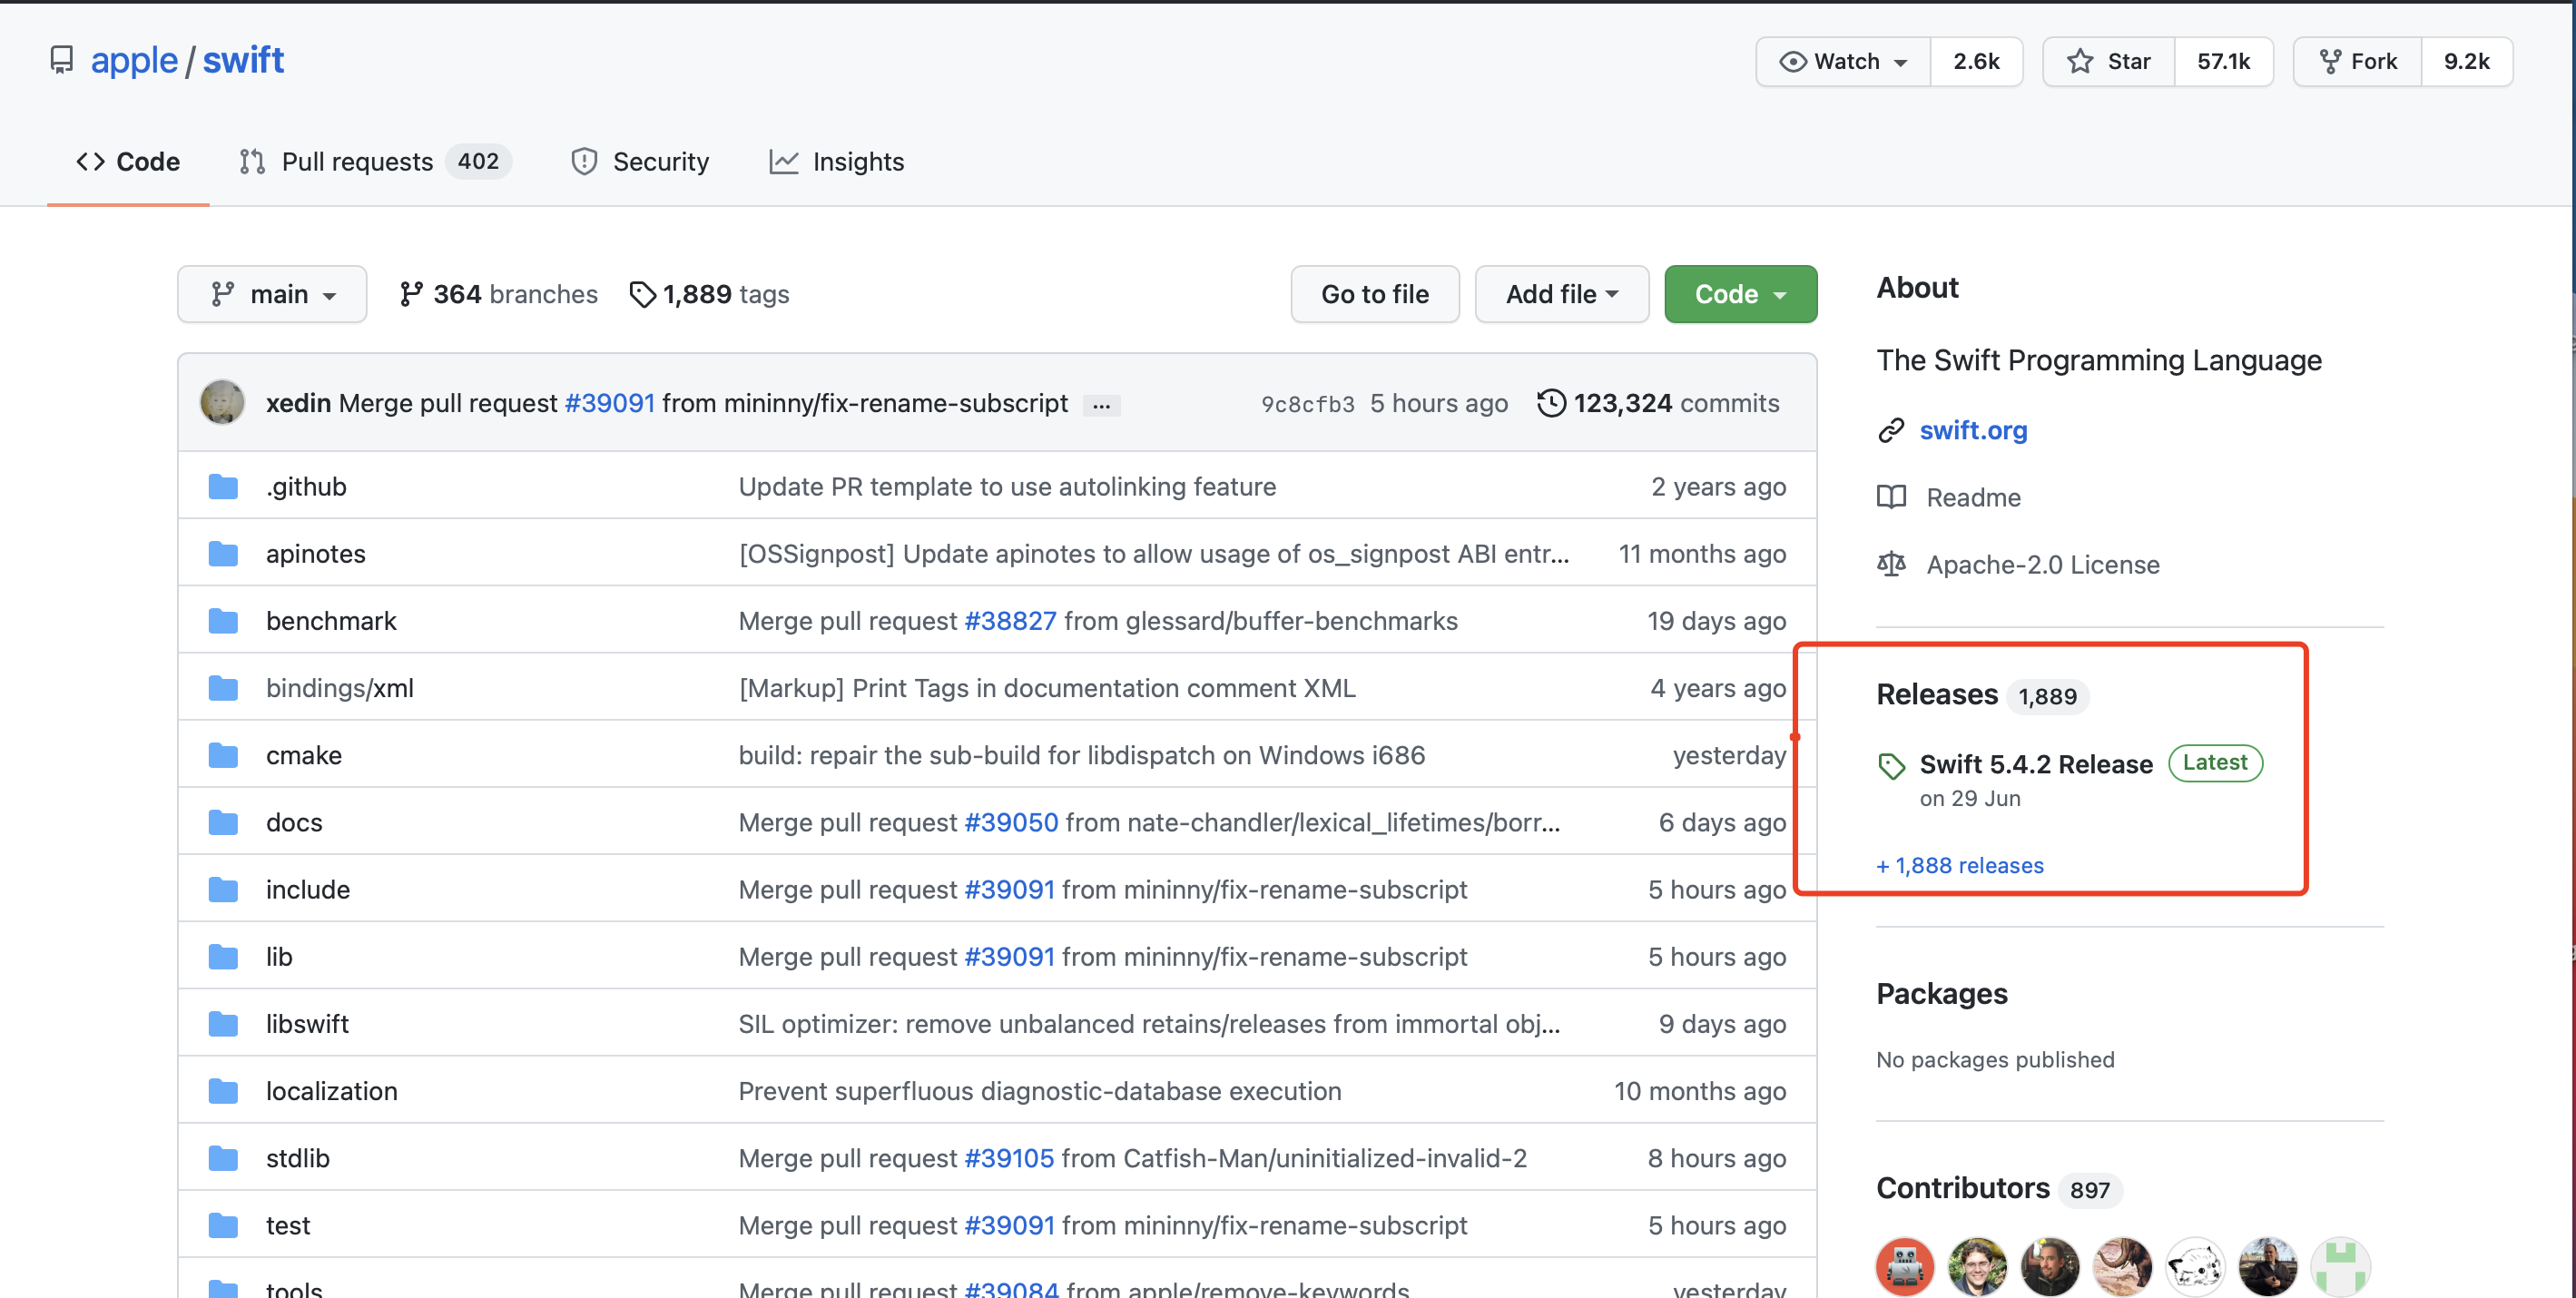 apple / swift
Watch 2.6k Star 57.1k Fork 9.2k
Code Pull requests 402 Security Insights
main 364 branches 1,889 tags Go to file Add file Code
xedin Merge pull request #39091 from mininny/fix-rename-subscript ... 9c8cfb3 5 hours ago 123,324 commits
.github Update PR template to use autolinking feature 2 years ago
apinotes [OSSignpost] Update apinotes to allow usage of os_signpost ABI entr... 11 months ago
benchmark Merge pull request #38827 from glessard/buffer-benchmarks 19 days ago
bindings/xml [Markup] Print Tags in documentation comment XML 4 years ago
cmake build: repair the sub-build for libdispatch on Windows i686 yesterday
docs Merge pull request #39050 from nate-chandler/lexical_lifetimes/borr... 6 days ago
include Merge pull request #39091 from mininny/fix-rename-subscript 5 hours ago
lib Merge pull request #39091 from mininny/fix-rename-subscript 5 hours ago
libswift SIL optimizer: remove unbalanced retains/releases from immortal obj... 9 days ago
localization Prevent superfluous diagnostic-database execution 10 months ago
stdlib Merge pull request #39105 from Catfish-Man/uninitialized-invalid-2 8 hours ago
test Merge pull request #39091 from mininny/fix-rename-subscript 5 hours ago
tools Merge pull request #39084 from apple/remove-keywords yesterday
About
The Swift Programming Language
swift.org
Readme
Apache-2.0 License
Releases 1,889
Swift 5.4.2 Release Latest
on 29 Jun
+ 1,888 releases
Packages
No packages published
Contributors 897